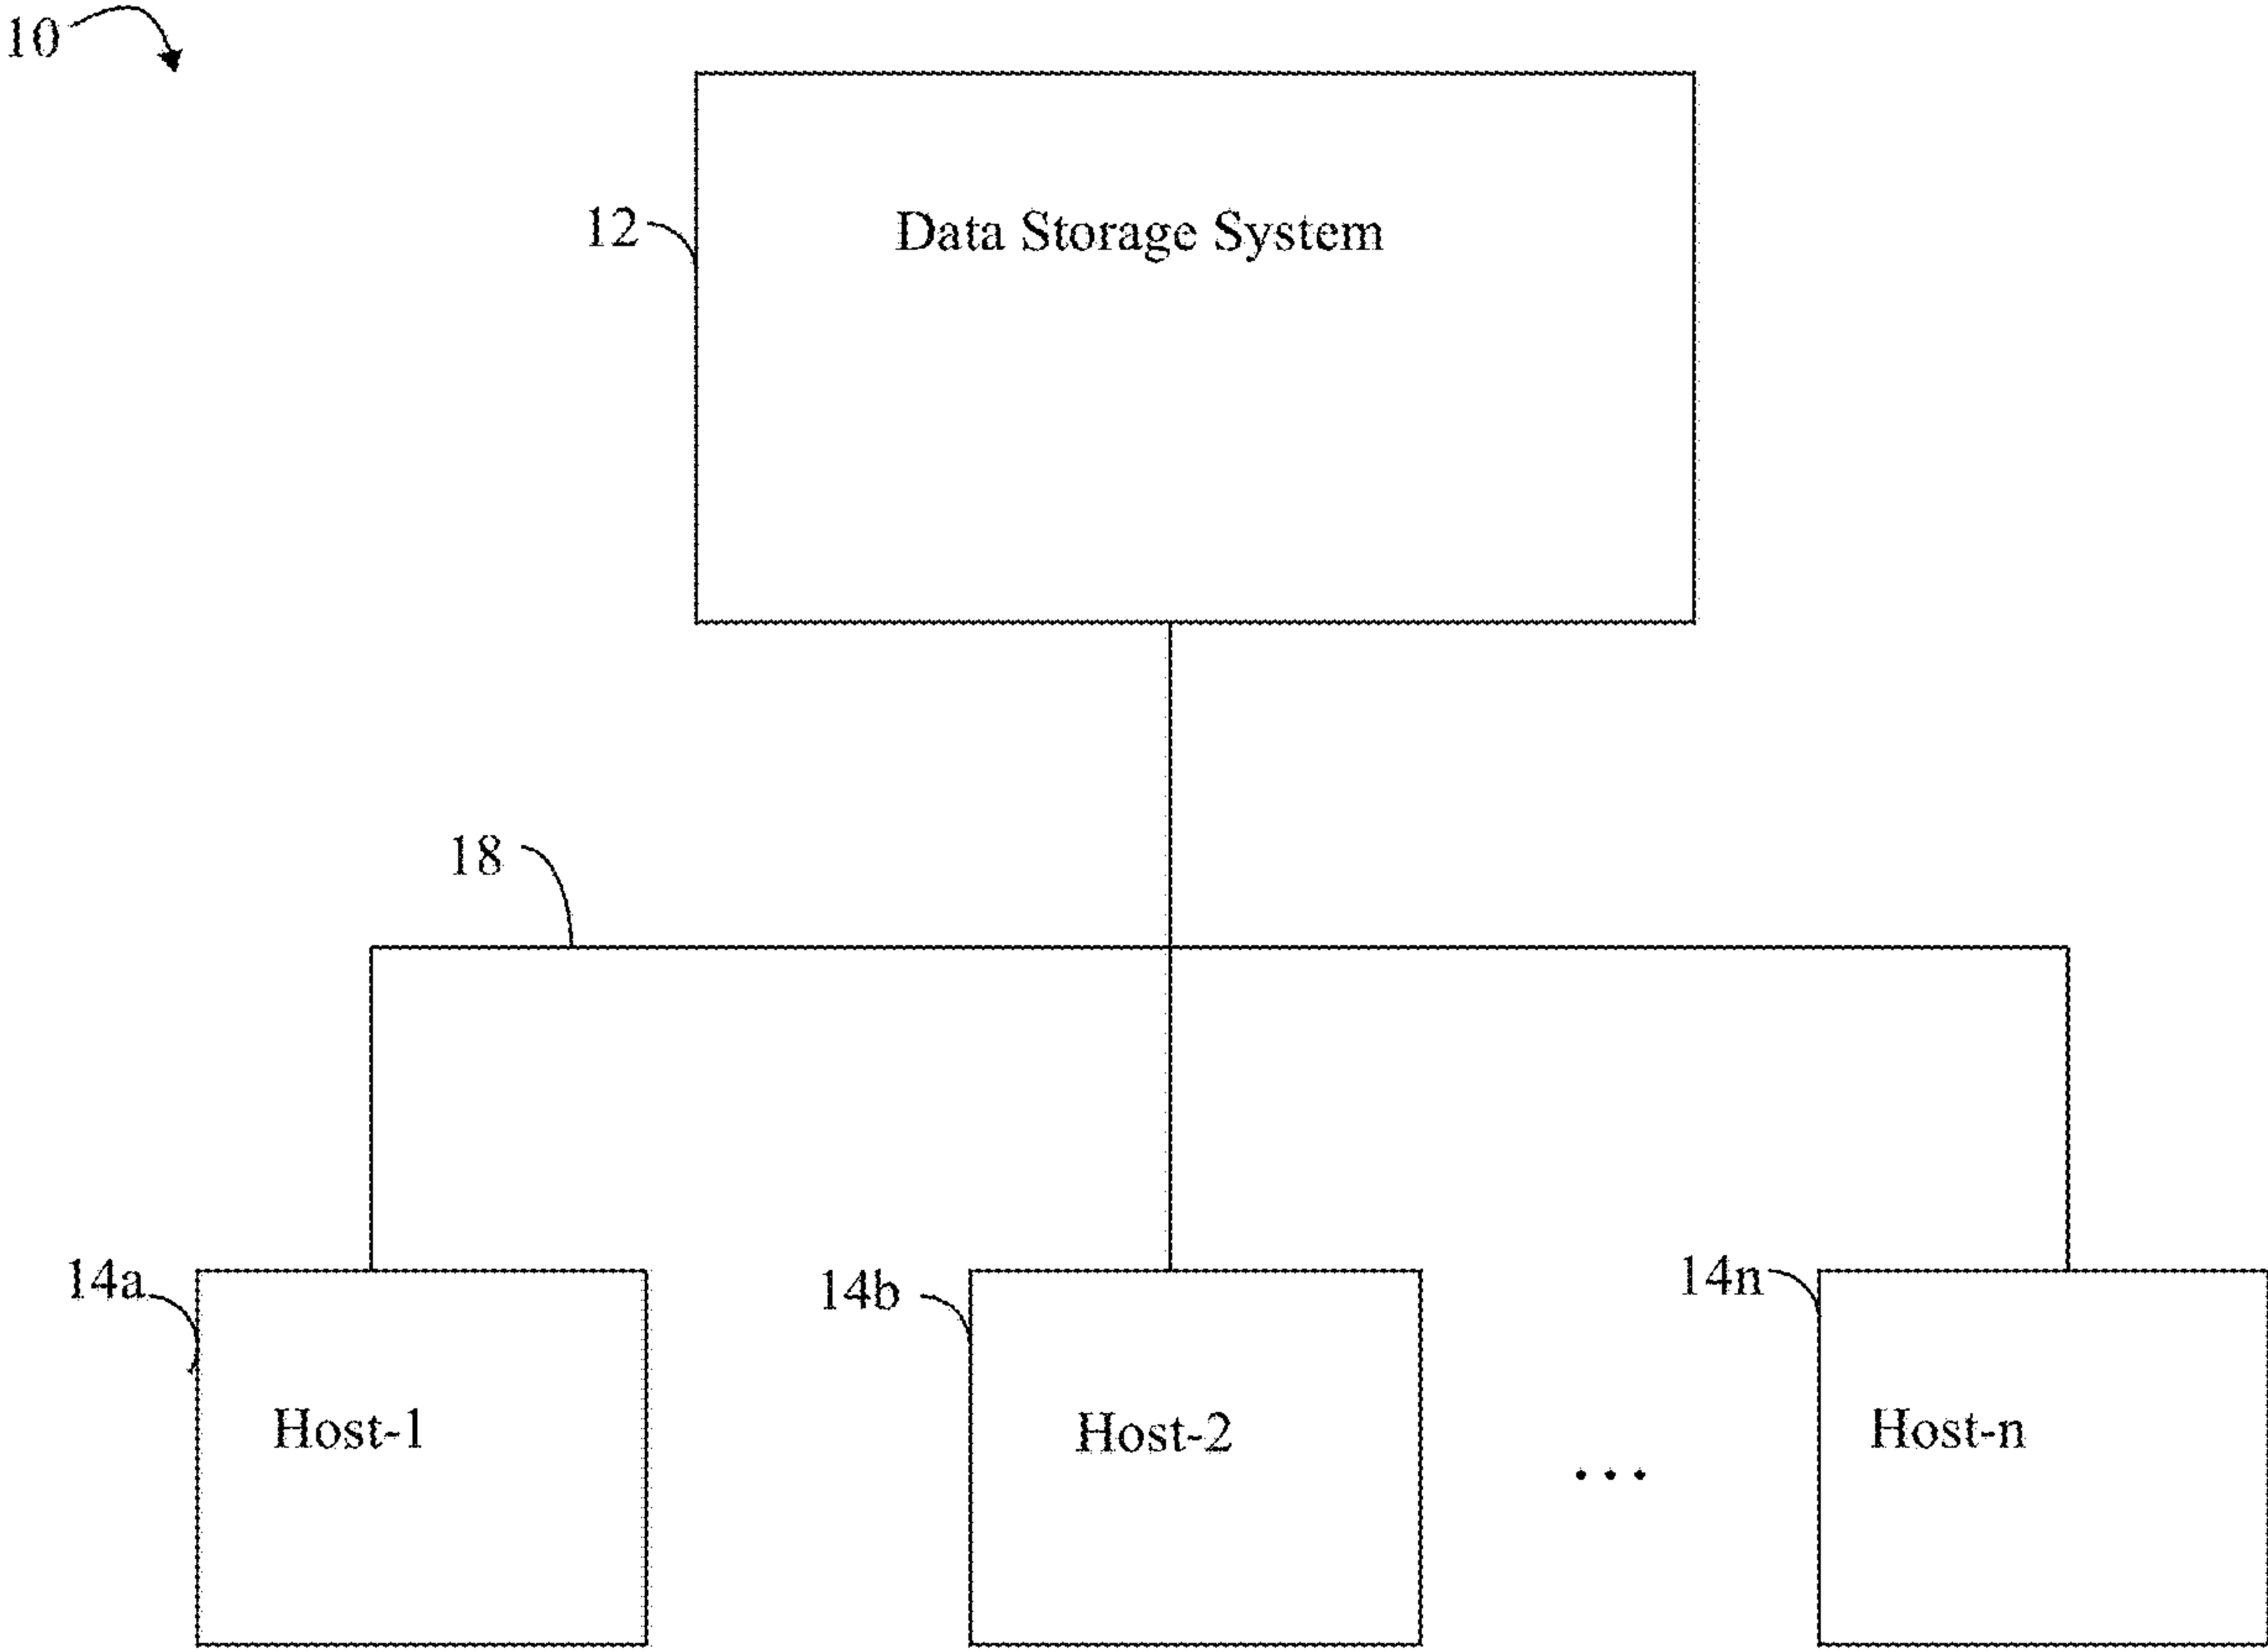 10
12
Data Storage System
18
14a
14b
14n
Host-1
Host-2
...
Host-n